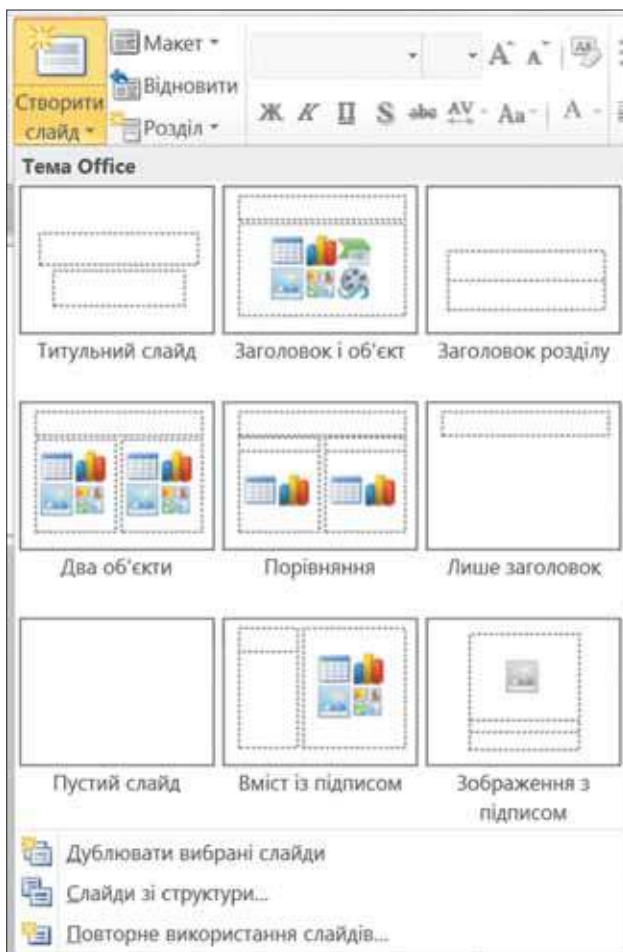 Створити слайд
Макет
Відновити
Розділ
Ж К П S abc AV Aa A
A A
Тема Office
Титульний слайд
Заголовок і об'єкт
Заголовок розділу
Два об'єкти
Порівняння
Лише заголовок
Пустий слайд
Вміст із підписом
Зображення з
підписом
Дублювати вибрані слайди
Слайди зі структури...
Повторне використання слайдів...